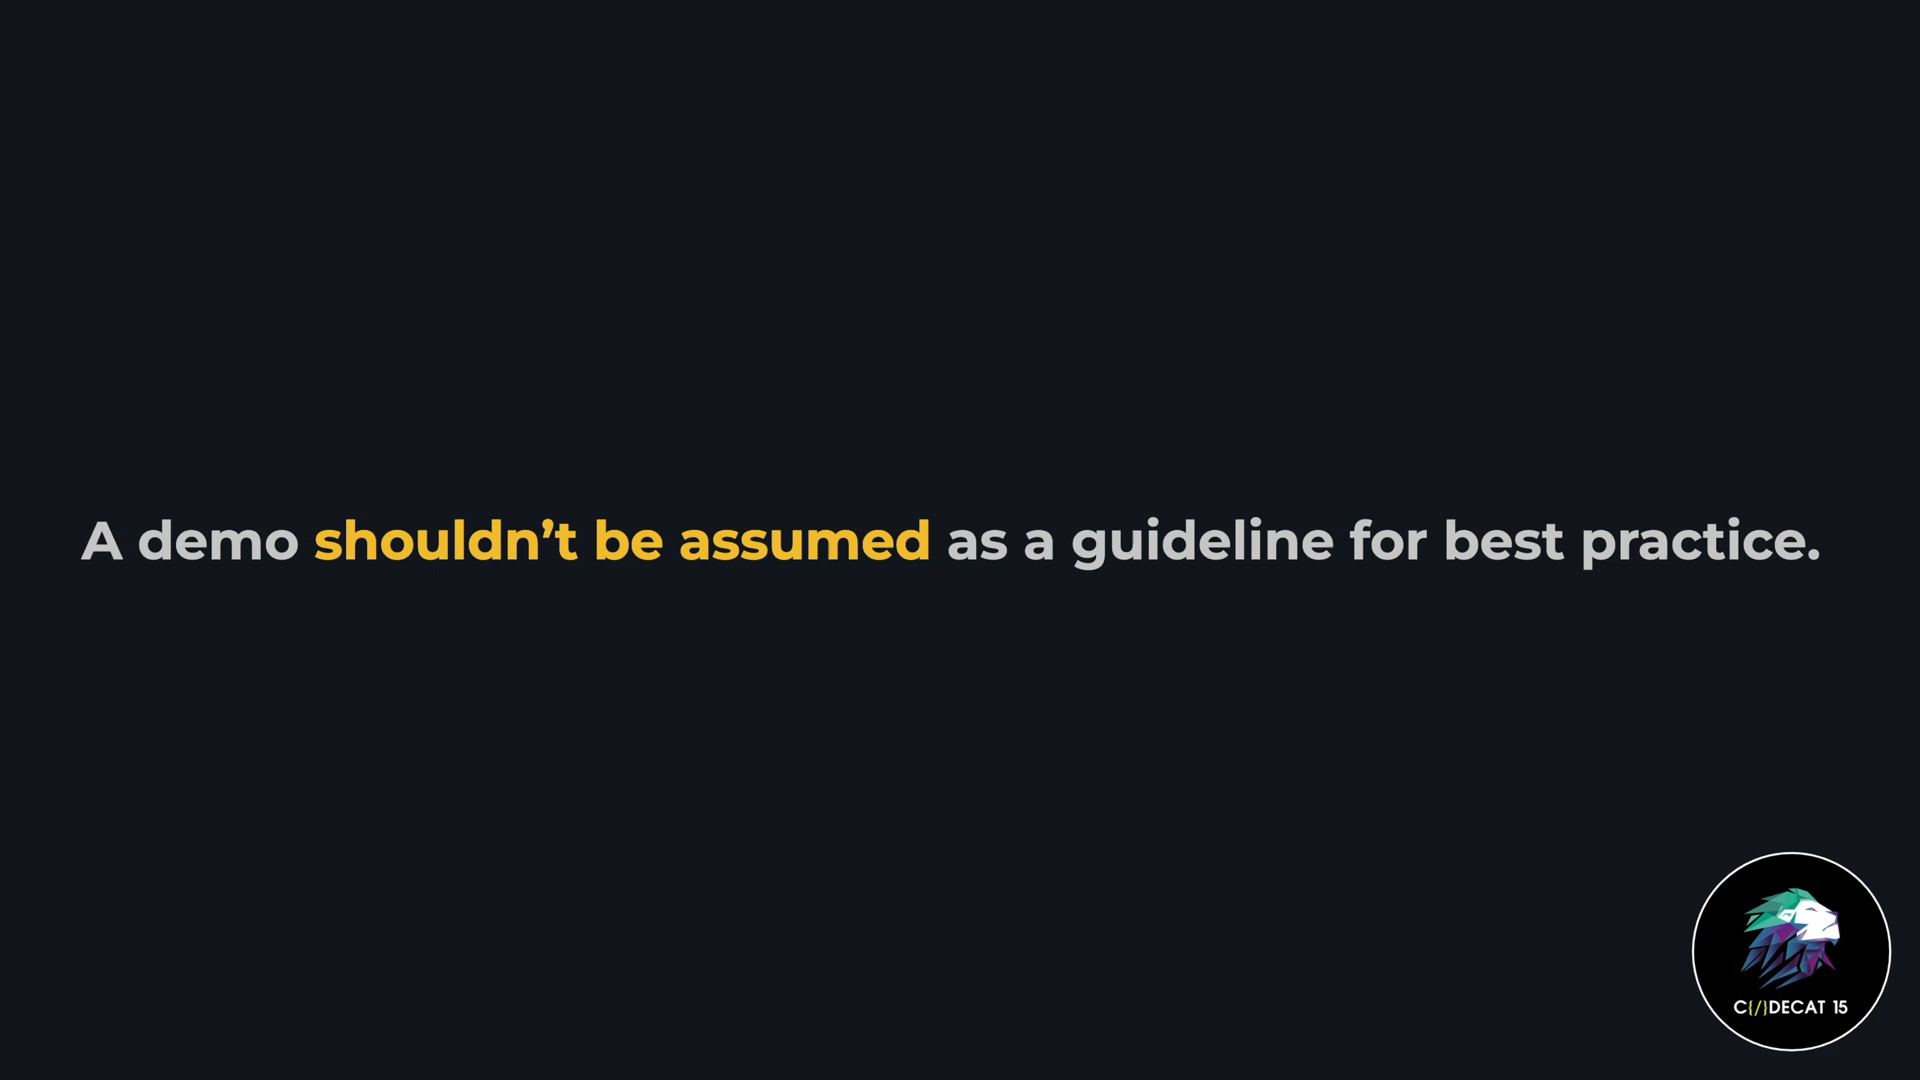 A demo shouldn’t be assumed as a guideline for best practice.
C{/}DECAT 15